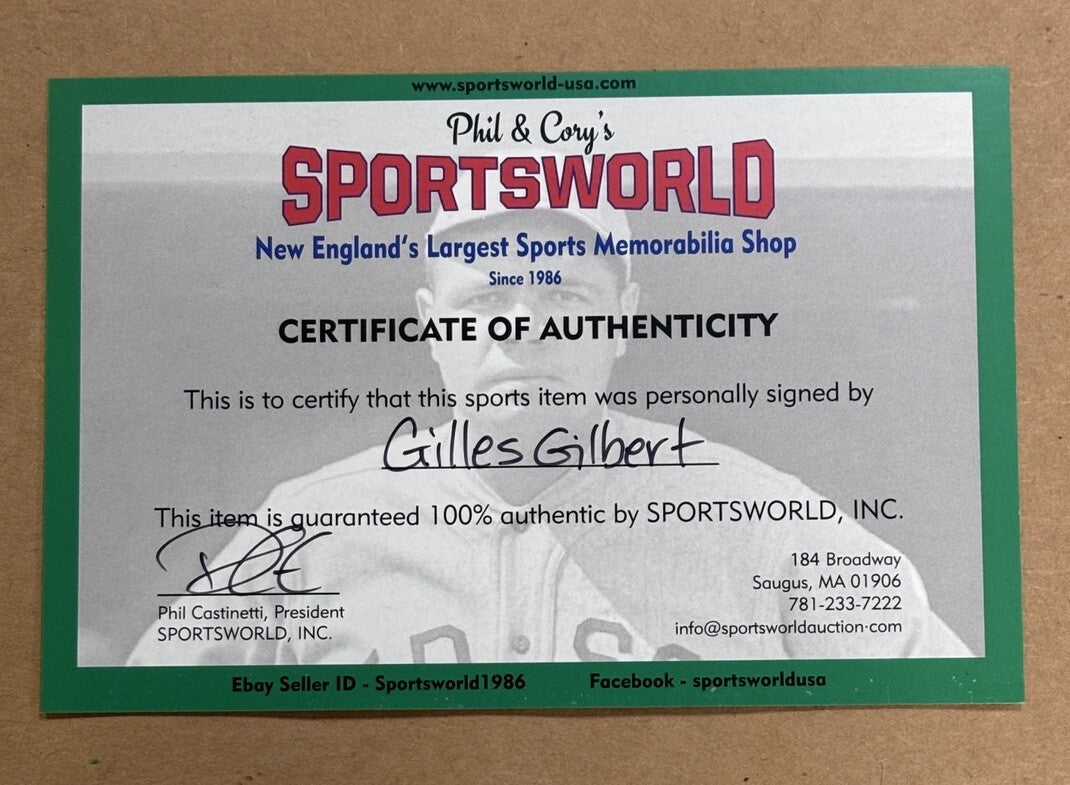 www.sportsworld-usa.com
Phil & Cory's
SPORTSWORLD
New England's Largest Sports Memorabilia Shop
Since 1986
CERTIFICATE OF AUTHENTICITY
This is to certify that this sports item was personally signed by
Gilles Gilbert
This item is guaranteed 100% authentic by SPORTSWORLD, INC.
Phil Castinetti, President
SPORTSWORLD, INC.
184 Broadway
Saugus, MA 01906
781-233-7222
info@sportsworldauction.com
Ebay Seller ID - Sportsworld1986
Facebook - sportsworldusa